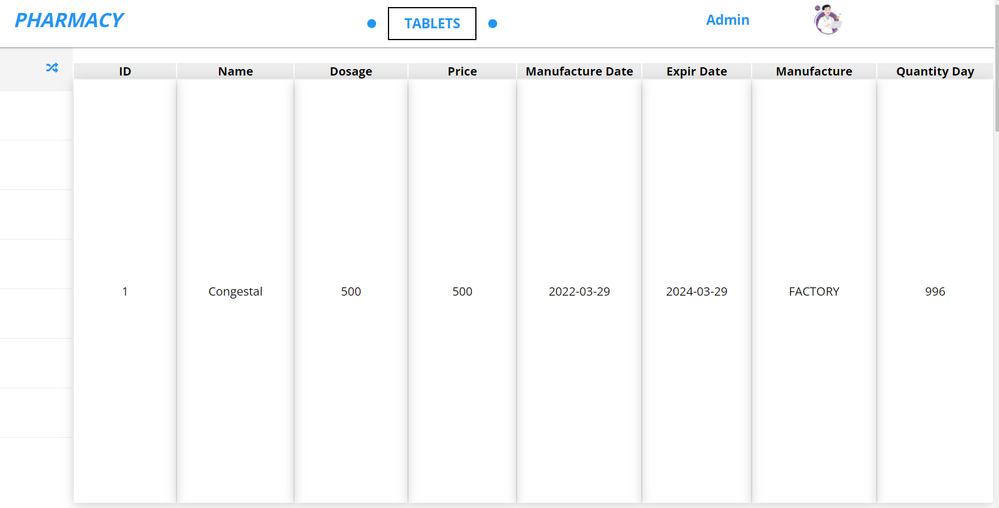 PHARMACY
TABLETS
Admin
ID Name Dosage Price Manufacture Date Expir Date Manufacture Quantity Day
1 Congestal 500 500 2022-03-29 2024-03-29 FACTORY 996